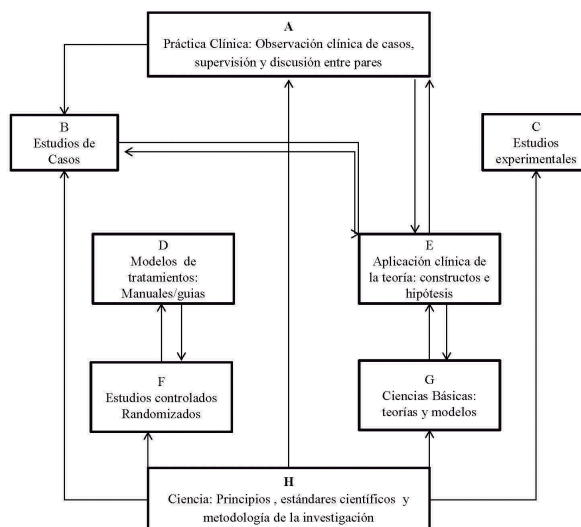 A
Práctica Clínica: Observación clínica de casos,
supervisión y discusión entre pares
B
Estudios de
Casos
C
Estudios
experimentales
D
Modelos de
tratamientos:
Manuales/guias
E
Aplicación clínica de
la teoría: constructos e
hipótesis
F
Estudios controlados
Randomizados
G
Ciencias Básicas:
teorías y modelos
H
Ciencia: Principios , estándares científicos y
metodología de la investigación